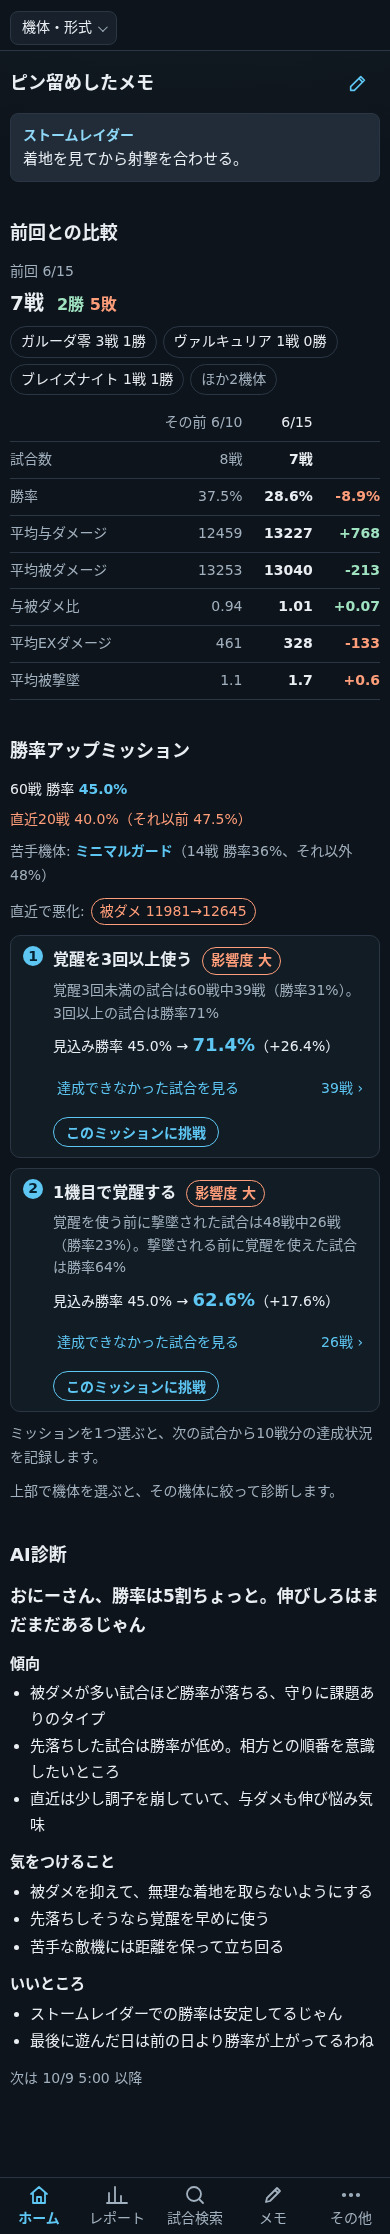 機体・形式
ピン留めしたメモ
ストームレイダー
着地を見てから射撃を合わせる。
前回との比較
前回 6/15
7戦 2勝 5敗
ガルーダ零 3戦 1勝 ヴァルキュリア 1戦 0勝
ブレイズナイト 1戦 1勝 ほか2機体
その前 6/10 6/15
試合数 8戦 7戦
勝率 37.5% 28.6% -8.9%
平均与ダメージ 12459 13227 +768
平均被ダメージ 13253 13040 -213
与被ダメ比 0.94 1.01 +0.07
平均EXダメージ 461 328 -133
平均被撃墜 1.1 1.7 +0.6
勝率アップミッション
60戦 勝率 45.0%
直近20戦 40.0%（それ以前 47.5%）
苦手機体: ミニマルガード（14戦 勝率36%、それ以外
48%）
直近で悪化: 被ダメ 11981→12645
1 覚醒を3回以上使う 影響度 大
覚醒3回未満の試合は60戦中39戦（勝率31%）。
3回以上の試合は勝率71%
見込み勝率 45.0% → 71.4%（+26.4%）
達成できなかった試合を見る 39戦 ›
このミッションに挑戦
2 1機目で覚醒する 影響度 大
覚醒を使う前に撃墜された試合は48戦中26戦
（勝率23%）。撃墜される前に覚醒を使えた試合
は勝率64%
見込み勝率 45.0% → 62.6%（+17.6%）
達成できなかった試合を見る 26戦 ›
このミッションに挑戦
ミッションを1つ選ぶと、次の試合から10戦分の達成状況
を記録します。
上部で機体を選ぶと、その機体に絞って診断します。
AI診断
おにーさん、勝率は5割ちょっと。伸びしろはま
だまだあるじゃん
傾向
• 被ダメが多い試合ほど勝率が落ちる、守りに課題あ
りのタイプ
• 先落ちした試合は勝率が低め。相方との順番を意識
したいところ
• 直近は少し調子を崩していて、与ダメも伸び悩み気
味
気をつけること
• 被ダメを抑えて、無理な着地を取らないようにする
• 先落ちしそうなら覚醒を早めに使う
• 苦手な敵機には距離を保って立ち回る
いいところ
• ストームレイダーでの勝率は安定してるじゃん
• 最後に遊んだ日は前の日より勝率が上がってるわね
次は 10/9 5:00 以降
ホーム レポート 試合検索 メモ その他